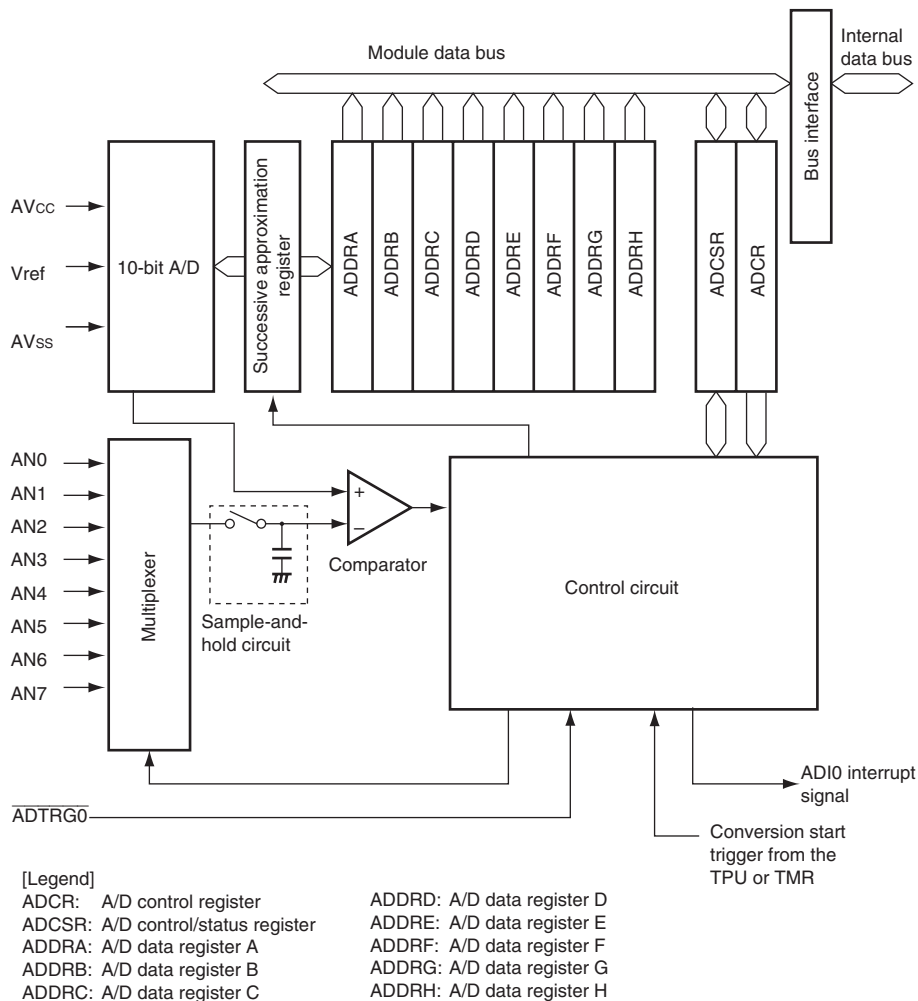 Module data bus
Internal
data bus
Bus interface
AVCC
Vref
AVSS
10-bit A/D
Successive approximation
register
ADDRA
ADDRB
ADDRC
ADDRD
ADDRE
ADDRF
ADDRG
ADDRH
ADCSR
ADCR
AN0
AN1
AN2
AN3
AN4
AN5
AN6
AN7
Multiplexer
+
−
Comparator
Sample-and-
hold circuit
Control circuit
ADI0 interrupt
signal
ADTRG0
Conversion start
trigger from the
TPU or TMR
[Legend]
ADCR: A/D control register
ADCSR: A/D control/status register
ADDRA: A/D data register A
ADDRB: A/D data register B
ADDRC: A/D data register C
ADDRD: A/D data register D
ADDRE: A/D data register E
ADDRF: A/D data register F
ADDRG: A/D data register G
ADDRH: A/D data register H